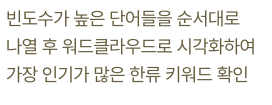 빈도수가 높은 단어들을 순서대로
나열 후 워드클라우드로 시각화하여
가장 인기가 많은 한류 키워드 확인